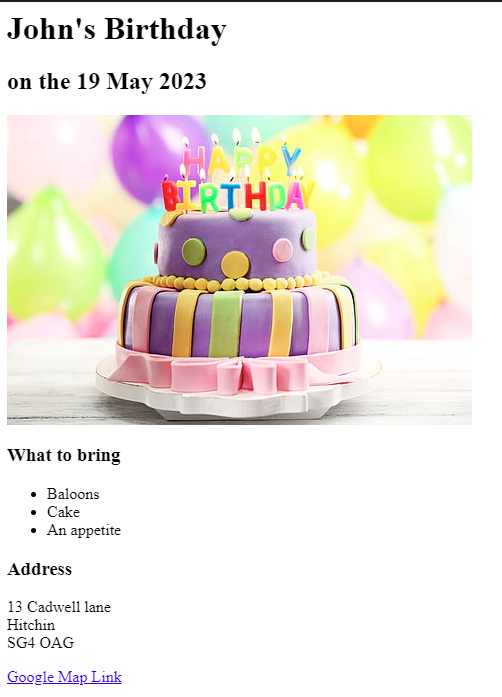 John's Birthday
on the 19 May 2023
HAPPY
BIRTHDAY
What to bring
Baloons
Cake
An appetite
Address
13 Cadwell lane
Hitchin
SG4 OAG
Google Map Link